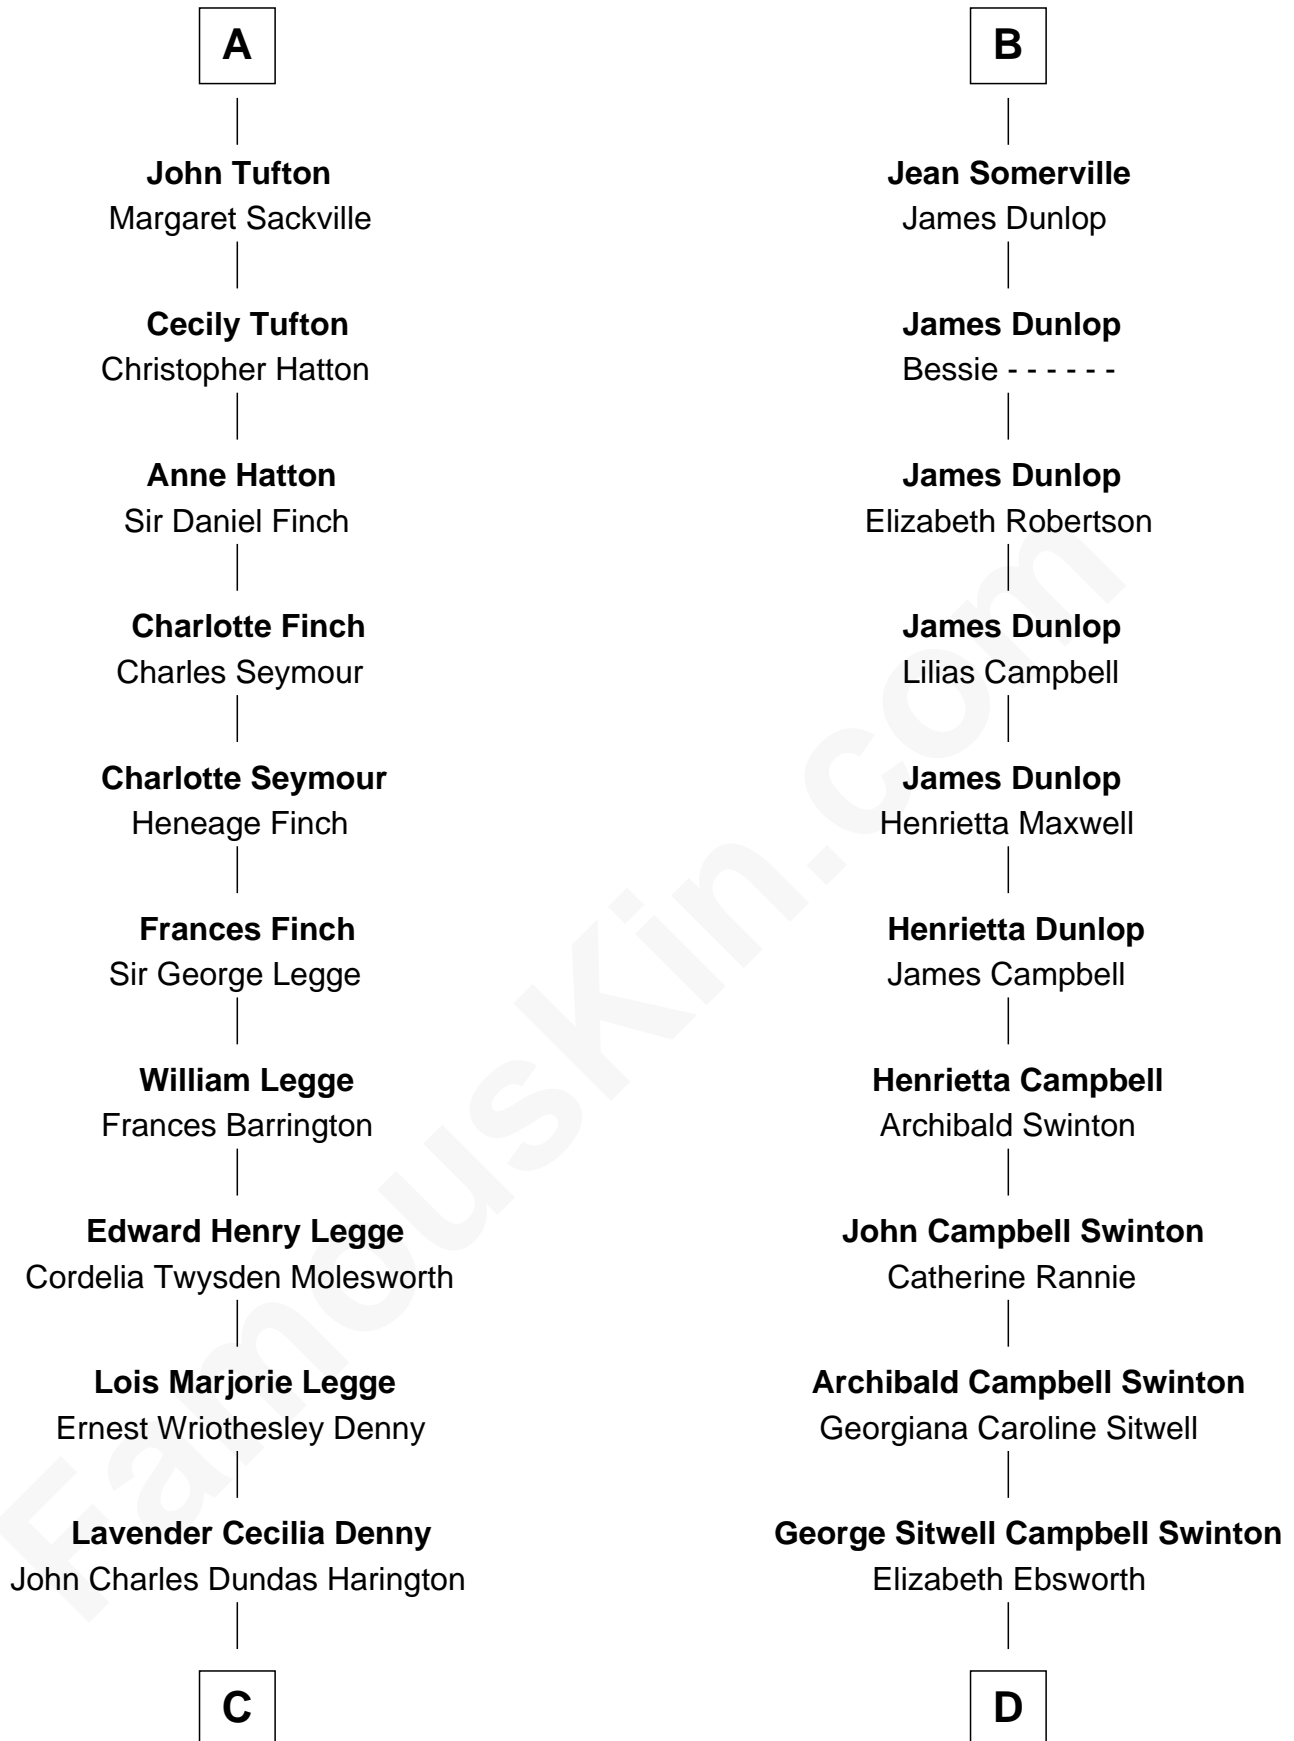 A
John Tufton
Margaret Sackville
Cecily Tufton
Christopher Hatton
Anne Hatton
Sir Daniel Finch
Charlotte Finch
Charles Seymour
Charlotte Seymour
Heneage Finch
Frances Finch
Sir George Legge
William Legge
Frances Barrington
Edward Henry Legge
Cordelia Twysden Molesworth
Lois Marjorie Legge
Ernest Wriothesley Denny
Lavender Cecilia Denny
John Charles Dundas Harington
C
B
Jean Somerville
James Dunlop
James Dunlop
Bessie - - - - - -
James Dunlop
Elizabeth Robertson
James Dunlop
Lilias Campbell
James Dunlop
Henrietta Maxwell
Henrietta Dunlop
James Campbell
Henrietta Campbell
Archibald Swinton
John Campbell Swinton
Catherine Rannie
Archibald Campbell Swinton
Georgiana Caroline Sitwell
George Sitwell Campbell Swinton
Elizabeth Ebsworth
D
FamousKin.com